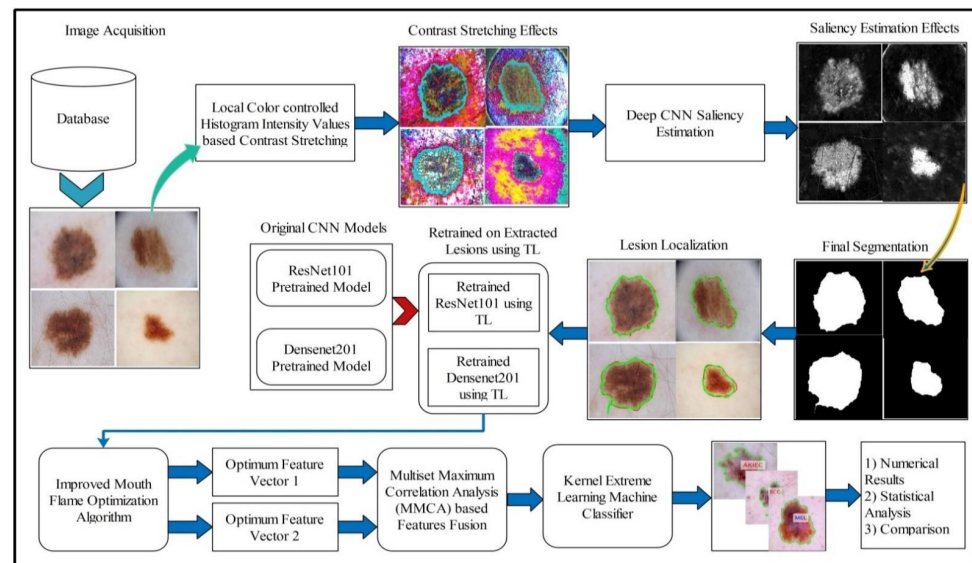 Image Acquisition
Contrast Stretching Effects
Saliency Estimation Effects
Database
Local Color controlled
Histogram Intensity Values
based Contrast Stretching
Deep CNN Saliency
Estimation
Original CNN Models
ResNet101
Pretrained Model
Densenet201
Pretrained Model
Retrained on Extracted
Lesions using TL
Retrained
ResNet101 using
TL
Retrained
Densenet201
using TL
Lesion Localization
Final Segmentation
Improved Mouth
Flame Optimization
Algorithm
Optimum Feature
Vector 1
Optimum Feature
Vector 2
Multiset Maximum
Correlation Analysis
(MMCA) based
Features Fusion
Kernel Extreme
Learning Machine
Classifier
AKIEC
BCC
MEL
1) Numerical
Results
2) Statistical
Analysis
3) Comparison